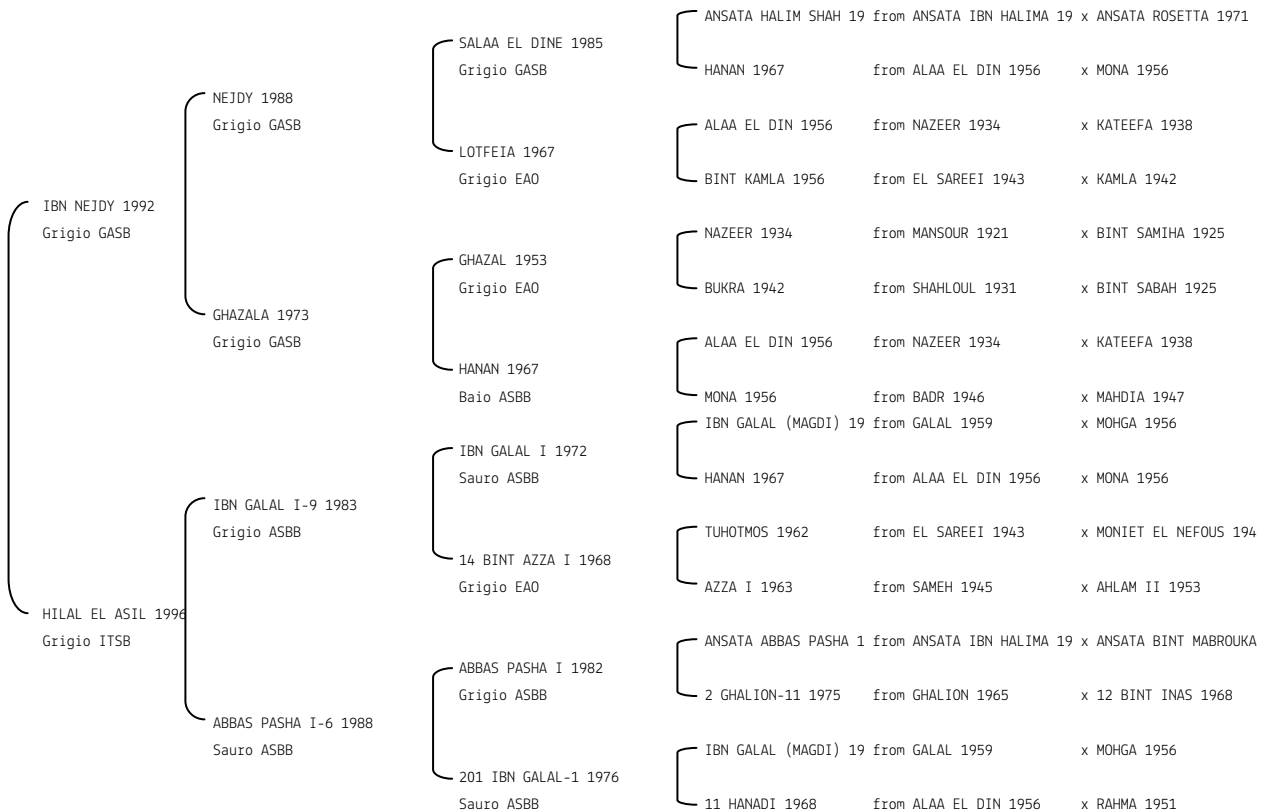 ANSATA HALIM SHAH 19 from ANSATA IBN HALIMA 19 x ANSATA ROSETTA 1971
SALAA EL DINE 1985
Grigio GASB
HANAN 1967 from ALAA EL DIN 1956 x MONA 1956
NEJDY 1988
Grigio GASB
ALAA EL DIN 1956 from NAZEER 1934 x KATEEFA 1938
LOTFEIA 1967
Grigio EAO
BINT KAMLA 1956 from EL SAREEI 1943 x KAMLA 1942
IBN NEJDY 1992
Grigio GASB
NAZEER 1934 from MANSOUR 1921 x BINT SAMIHA 1925
GHAZAL 1953
Grigio EAO
BUKRA 1942 from SHAHLOUL 1931 x BINT SABAH 1925
GHAZALA 1973
Grigio GASB
ALAA EL DIN 1956 from NAZEER 1934 x KATEEFA 1938
HANAN 1967
Baio ASBB
MONA 1956 from BADR 1946 x MAHDIA 1947
IBN GALAL (MAGDI) 19 from GALAL 1959 x MOHGA 1956
IBN GALAL I 1972
Sauro ASBB
HANAN 1967 from ALAA EL DIN 1956 x MONA 1956
IBN GALAL I-9 1983
Grigio ASBB
TUHOTMOS 1962 from EL SAREEI 1943 x MONIET EL NEFOUS 194
14 BINT AZZA I 1968
Grigio EAO
AZZA I 1963 from SAMEH 1945 x AHLAM II 1953
HILAL EL ASIL 1996
Grigio ITSB
ANSATA ABBAS PASHA 1 from ANSATA IBN HALIMA 19 x ANSATA BINT MABROUKA
ABBAS PASHA I 1982
Grigio ASBB
2 GHALION-11 1975 from GHALION 1965 x 12 BINT INAS 1968
ABBAS PASHA I-6 1988
Sauro ASBB
IBN GALAL (MAGDI) 19 from GALAL 1959 x MOHGA 1956
201 IBN GALAL-1 1976
Sauro ASBB
11 HANADI 1968 from ALAA EL DIN 1956 x RAHMA 1951